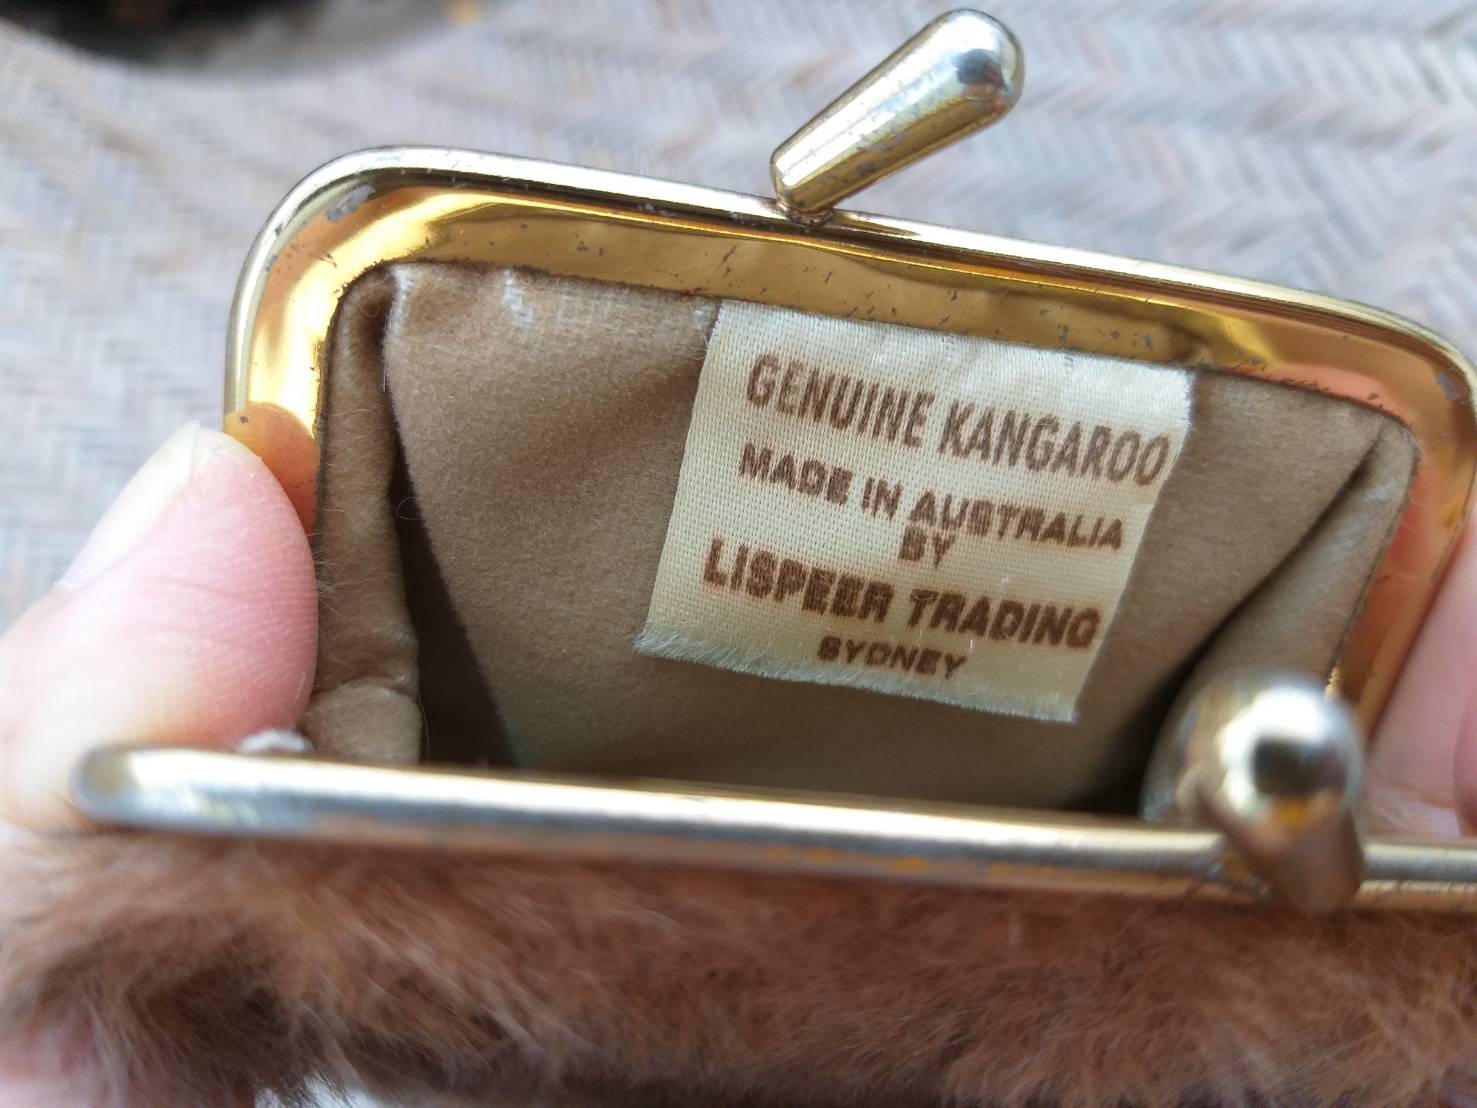 GENUINE KANGAROO
MADE IN AUSTRALIA
BY
LISPEER TRADING
SYDNEY